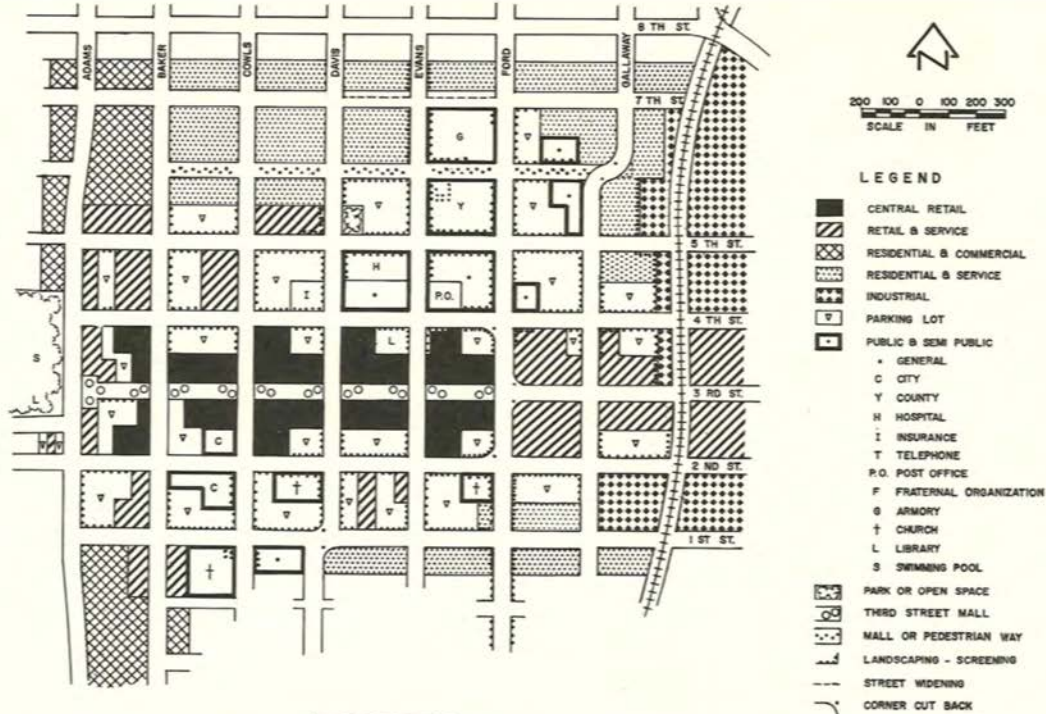 8 TH ST.
ADAMS
BAKER
COWLS
DAVIS
EVANS
FORD
GALLAWAY
7 TH ST.
G
Y
5 TH ST.
H
I
P.O.
4 TH ST.
S
L
L
3 RD ST.
C
2 ND ST.
C
†
†
1 ST ST.
†
N
200 100 0 100 200 300
SCALE IN FEET
LEGEND
CENTRAL RETAIL
RETAIL & SERVICE
RESIDENTIAL & COMMERCIAL
RESIDENTIAL & SERVICE
INDUSTRIAL
PARKING LOT
PUBLIC & SEMI PUBLIC
• GENERAL
C CITY
Y COUNTY
H HOSPITAL
I INSURANCE
T TELEPHONE
P.O. POST OFFICE
F FRATERNAL ORGANIZATION
G ARMORY
† CHURCH
L LIBRARY
S SWIMMING POOL
PARK OR OPEN SPACE
THIRD STREET MALL
MALL OR PEDESTRIAN WAY
LANDSCAPING - SCREENING
STREET WIDENING
CORNER CUT BACK